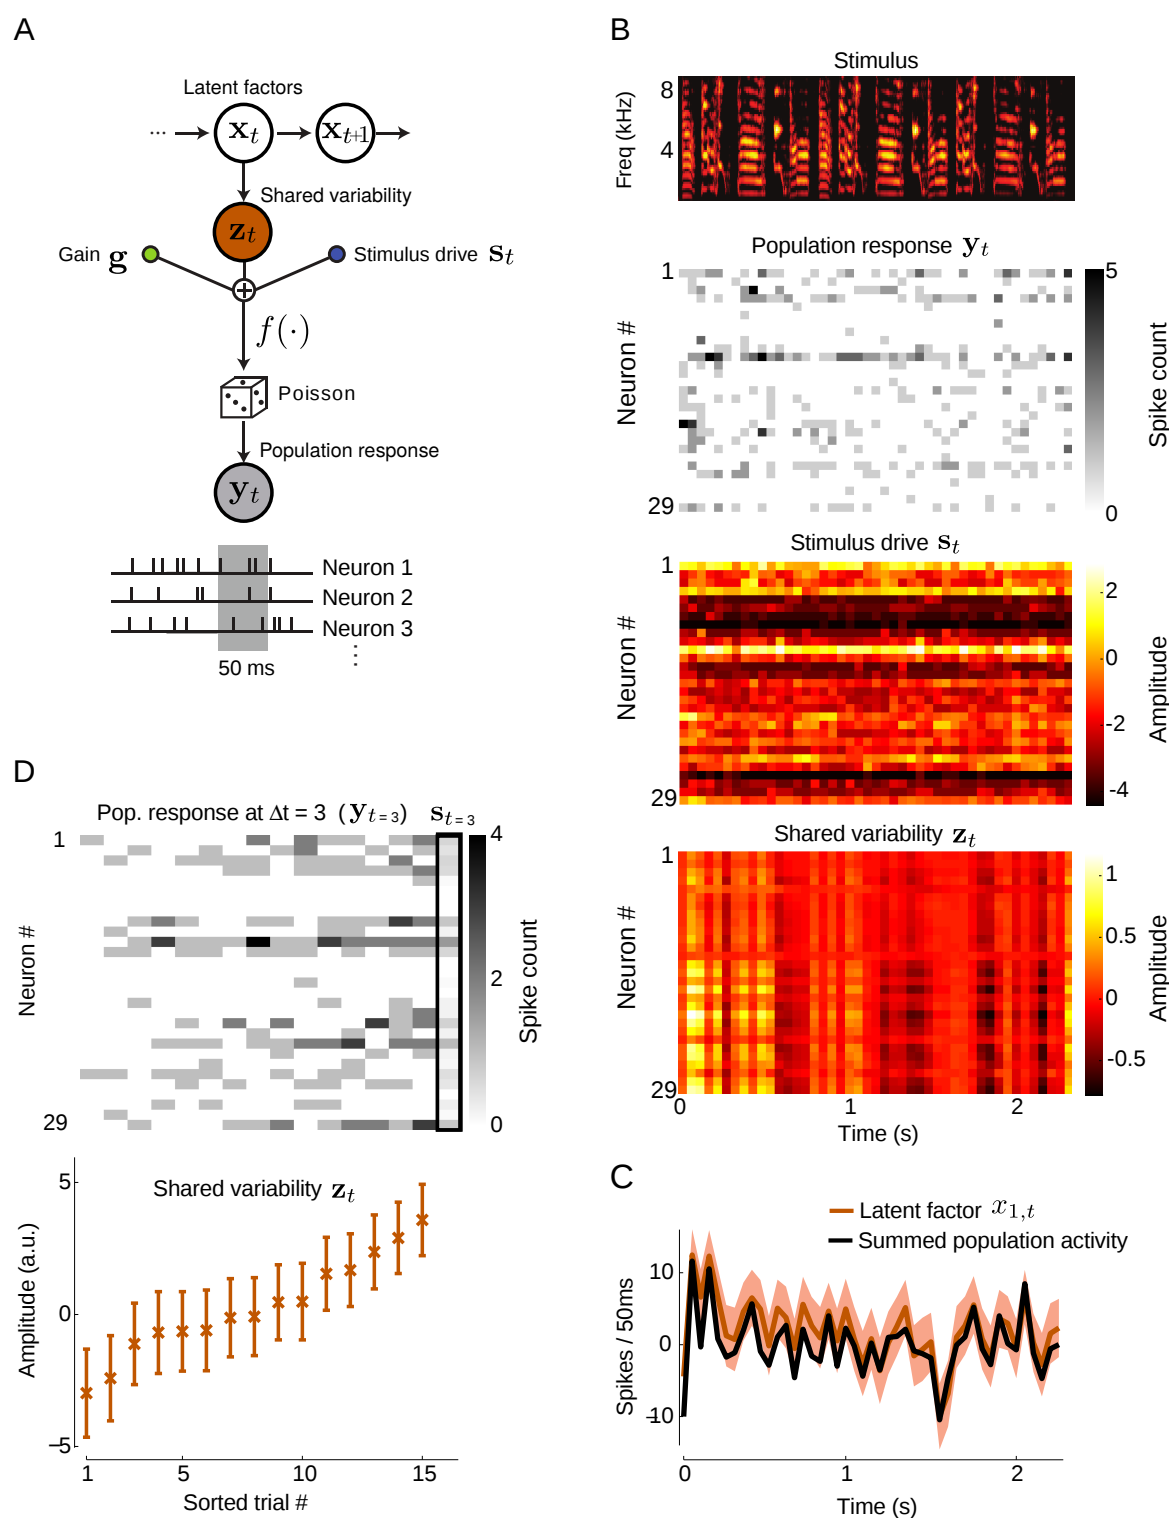 A
Latent factors
...
x_t
x_{t+1}
Shared variability
z_t
Gain g
Stimulus drive s_t
+
f(·)
Poisson
Population response
y_t
Neuron 1
Neuron 2
Neuron 3
50 ms
B
Stimulus
8
4
Freq (kHz)
Population response y_t
1
29
Neuron #
5
0
Spike count
Stimulus drive s_t
1
29
Neuron #
2
0
-2
-4
Amplitude
Shared variability z_t
1
29
Neuron #
1
0.5
0
-0.5
Amplitude
0
1
2
Time (s)
D
Pop. response at Δt = 3 (y_{t=3}) s_{t=3}
1
29
Neuron #
4
2
0
Spike count
Shared variability z_t
5
0
−5
Amplitude (a.u.)
1
5
10
15
Sorted trial #
C
Latent factor x_{1,t}
Summed population activity
10
0
−10
Spikes / 50ms
0
1
2
Time (s)